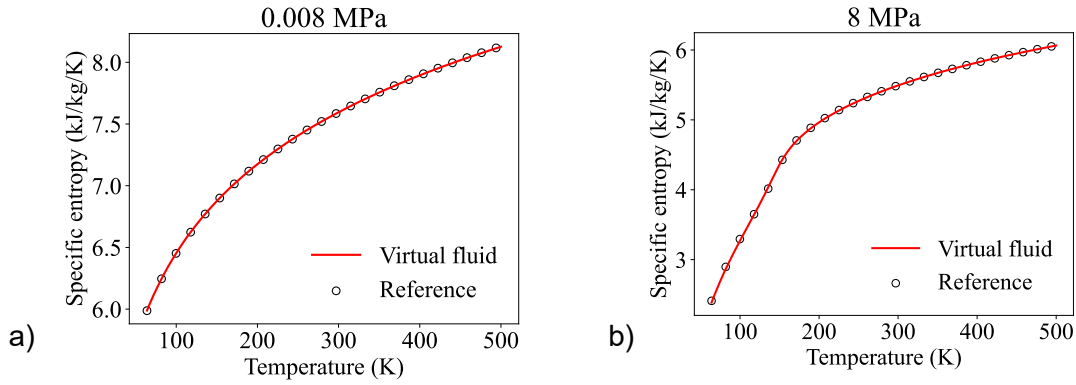 0.008 MPa
Specific entropy (kJ/kg/K)
8.0
7.5
7.0
6.5
6.0
Virtual fluid
Reference
100 200 300 400 500
Temperature (K)
a)
8 MPa
Specific entropy (kJ/kg/K)
6
5
4
3
Virtual fluid
Reference
100 200 300 400 500
Temperature (K)
b)